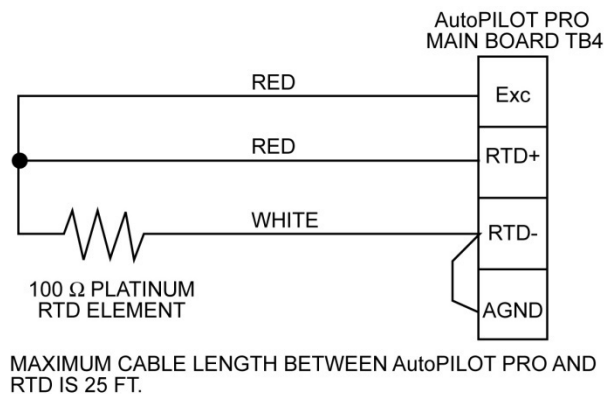 AutoPILOT PRO
MAIN BOARD TB4
RED
Exc
RED
RTD+
WHITE
RTD-
100 Ω PLATINUM
RTD ELEMENT
AGND
MAXIMUM CABLE LENGTH BETWEEN AutoPILOT PRO AND
RTD IS 25 FT.